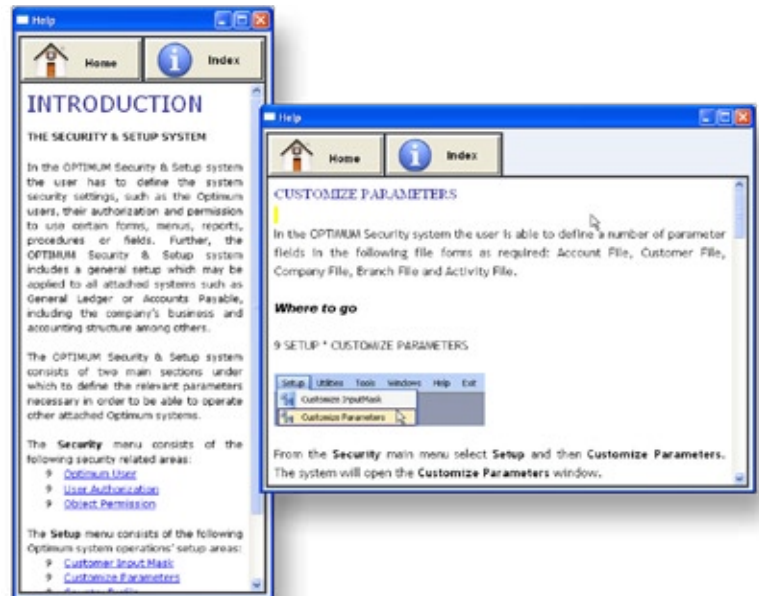 Help
Home
Index
INTRODUCTION
THE SECURITY & SETUP SYSTEM
In the OPTIMUM Security & Setup system
the user has to define the system
security settings, such as the Optimum
users, their authorization and permission
to use certain forms, menus, reports,
procedures or fields. Further, the
OPTIMUM Security & Setup system
includes a general setup which may be
applied to all attached systems such as
General Ledger or Accounts Payable,
including the company's business and
accounting structure among others.
The OPTIMUM Security & Setup system
consists of two main sections under
which to define the relevant parameters
necessary in order to be able to operate
other attached Optimum systems.
The Security menu consists of the
following security related areas:
9 Optimum User
9 User Authorization
9 Object Permission
The Setup menu consists of the following
Optimum system operations' setup areas:
9 Customer Input Mask
9 Customize Parameters
Help
Home
Index
CUSTOMIZE PARAMETERS
In the OPTIMUM Security system the user is able to define a number of parameter
fields in the following file forms as required: Account File, Customer File,
Company File, Branch File and Activity File.
Where to go
9 SETUP * CUSTOMIZE PARAMETERS
Setup Utilities Tools Windows Help Exit
Customize InputMask
Customize Parameters
From the Security main menu select Setup and then Customize Parameters.
The system will open the Customize Parameters window.